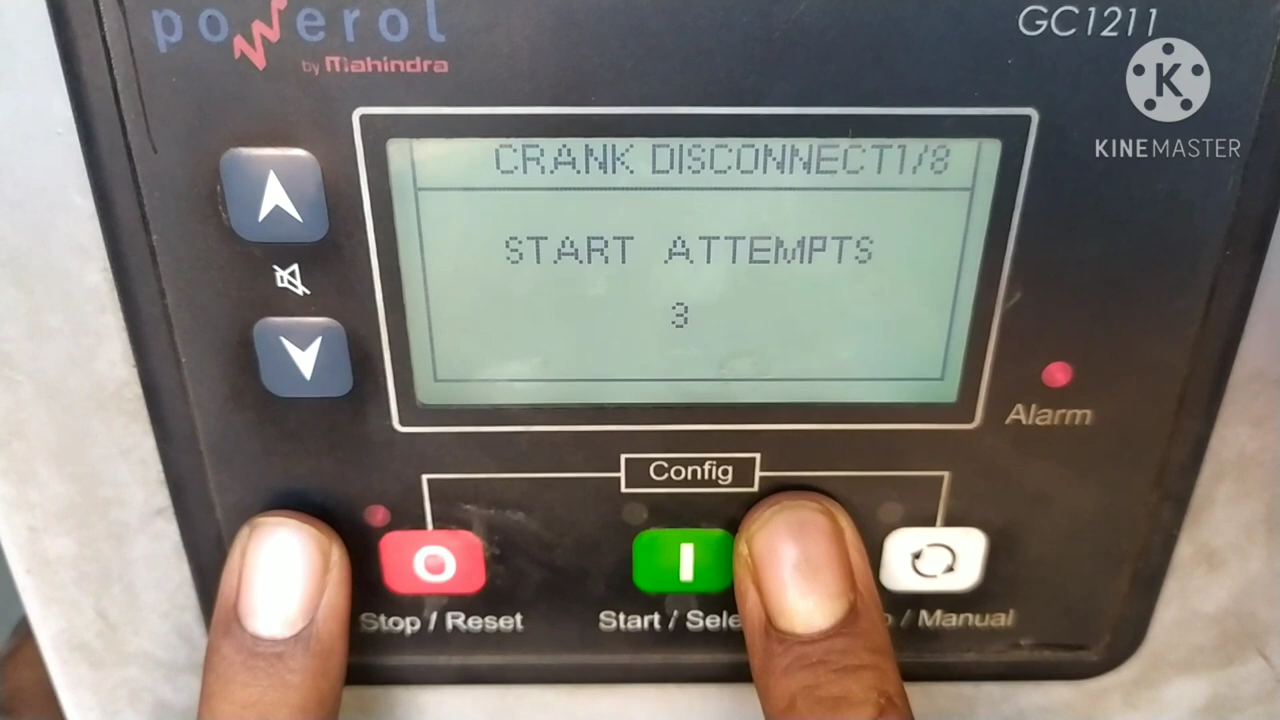 powerol
by Mahindra
GC1211
K
KINEMASTER
CRANK DISCONNECT1/8
START ATTEMPTS
3
Alarm
Config
Stop / Reset
Start / Sele
/ Manual